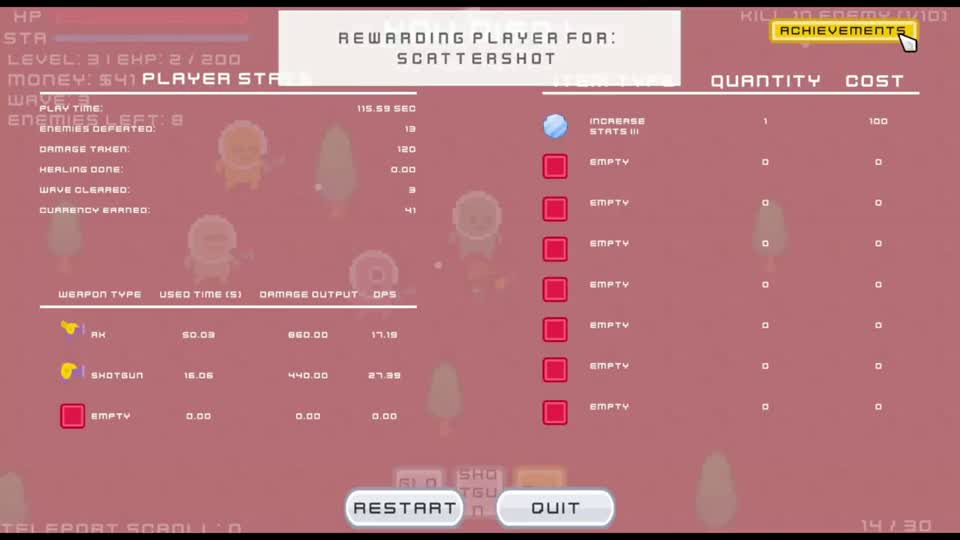 HP
REWARDING PLAYER FOR:
SCATTERSHOT
KILL 10 ENEMY (1/10)
ACHIEVEMENTS
STA
LEVEL: 3 | EXP: 2 / 200
MONEY: $41
PLAYER STATS
WAVE: 3
ENEMIES LEFT: 8
PLAY TIME: 115.59 SEC
ENEMIES DEFEATED: 13
DAMAGE TAKEN: 120
HEALING DONE: 0.00
WAVE CLEARED: 3
CURRENCY EARNED: 41
WEAPON TYPE USED TIME (S) DAMAGE OUTPUT DPS
AK 50.03 860.00 17.19
SHOTGUN 16.06 440.00 27.39
EMPTY 0.00 0.00 0.00
ITEM TYPE QUANTITY COST
INCREASE 1 100
STATS III
EMPTY 0 0
EMPTY 0 0
EMPTY 0 0
EMPTY 0 0
EMPTY 0 0
EMPTY 0 0
EMPTY 0 0
SHO
TGU
N
RESTART QUIT
TELEPORT SCROLL: 0
14 / 30